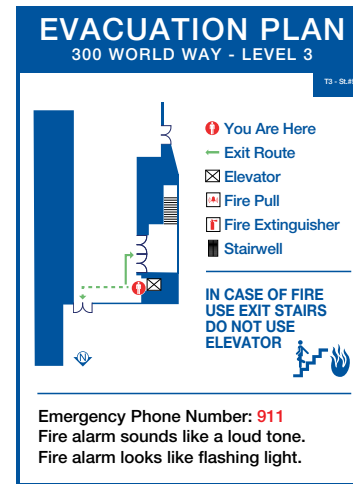 EVACUATION PLAN
300 WORLD WAY - LEVEL 3
T3 - St.#
You Are Here
Exit Route
Elevator
Fire Pull
Fire Extinguisher
Stairwell
IN CASE OF FIRE
USE EXIT STAIRS
DO NOT USE
ELEVATOR
N
Emergency Phone Number: 911
Fire alarm sounds like a loud tone.
Fire alarm looks like flashing light.